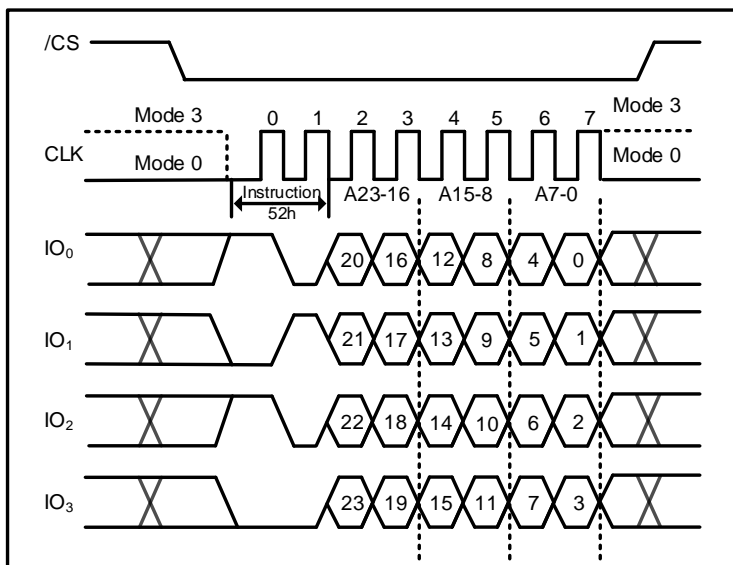 /CS
Mode 3 0 1 2 3 4 5 6 7 Mode 3
CLK Mode 0 Mode 0
Instruction A23-16 A15-8 A7-0
52h
IO₀ 20 16 12 8 4 0
IO₁ 21 17 13 9 5 1
IO₂ 22 18 14 10 6 2
IO₃ 23 19 15 11 7 3